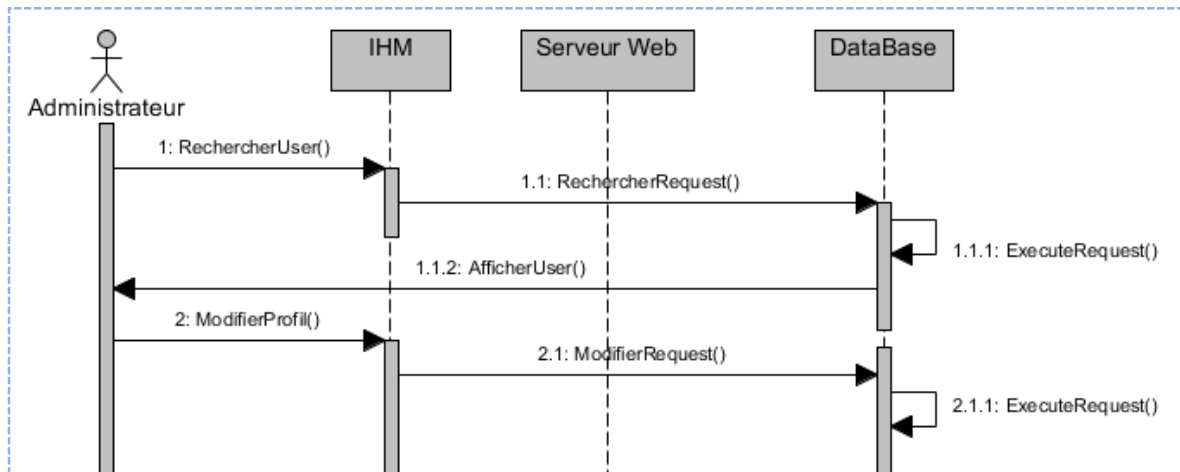 IHM
Serveur Web
DataBase
Administrateur
1: RechercherUser()
1.1: RechercherRequest()
1.1.1: ExecuteRequest()
1.1.2: AfficherUser()
2: ModifierProfil()
2.1: ModifierRequest()
2.1.1: ExecuteRequest()